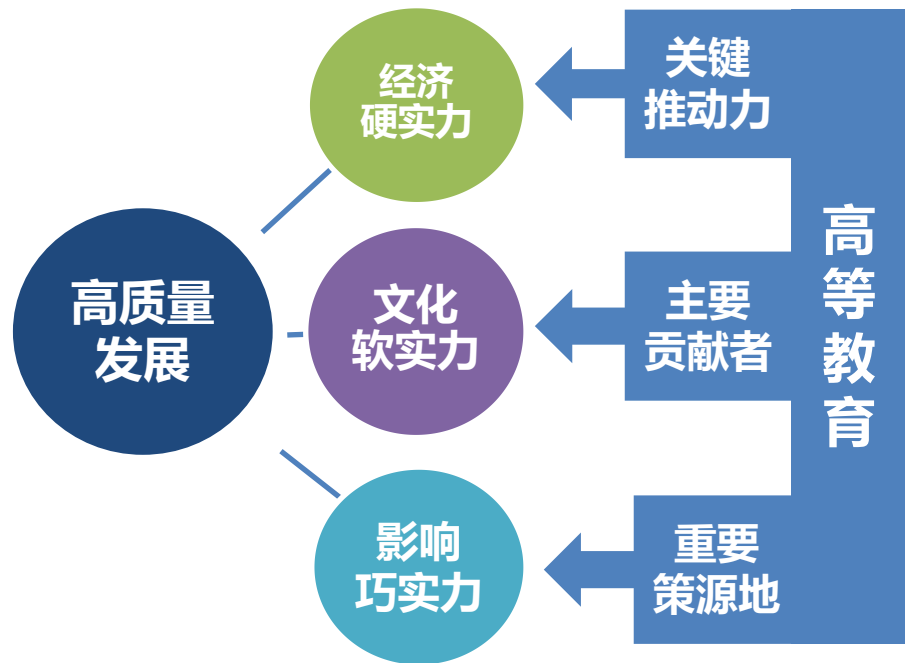 高质量
发展
经济
硬实力
文化
软实力
影响
巧实力
关键
推动力
主要
贡献者
重要
策源地
高
等
教
育